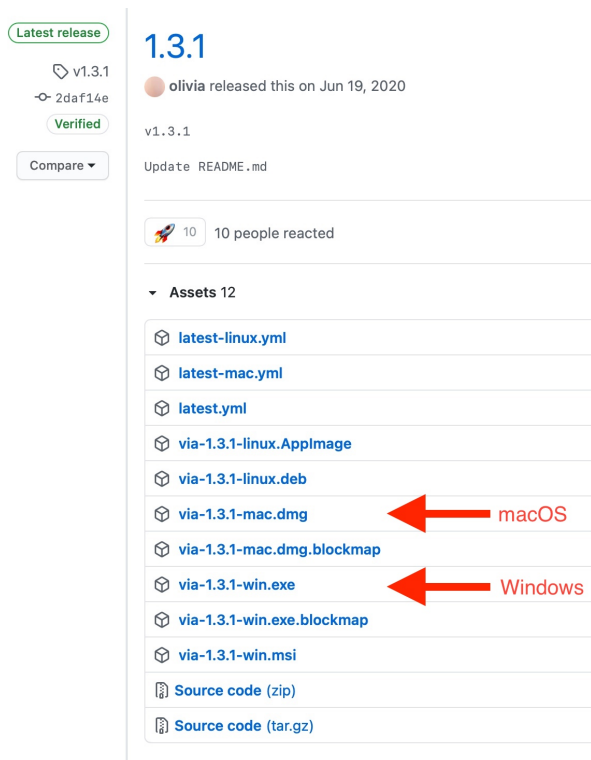 Latest release
v1.3.1
2daf14e
Verified
Compare
1.3.1
olivia released this on Jun 19, 2020
v1.3.1
Update README.md
10 10 people reacted
Assets 12
latest-linux.yml
latest-mac.yml
latest.yml
via-1.3.1-linux.AppImage
via-1.3.1-linux.deb
via-1.3.1-mac.dmg macOS
via-1.3.1-mac.dmg.blockmap
via-1.3.1-win.exe Windows
via-1.3.1-win.exe.blockmap
via-1.3.1-win.msi
Source code (zip)
Source code (tar.gz)